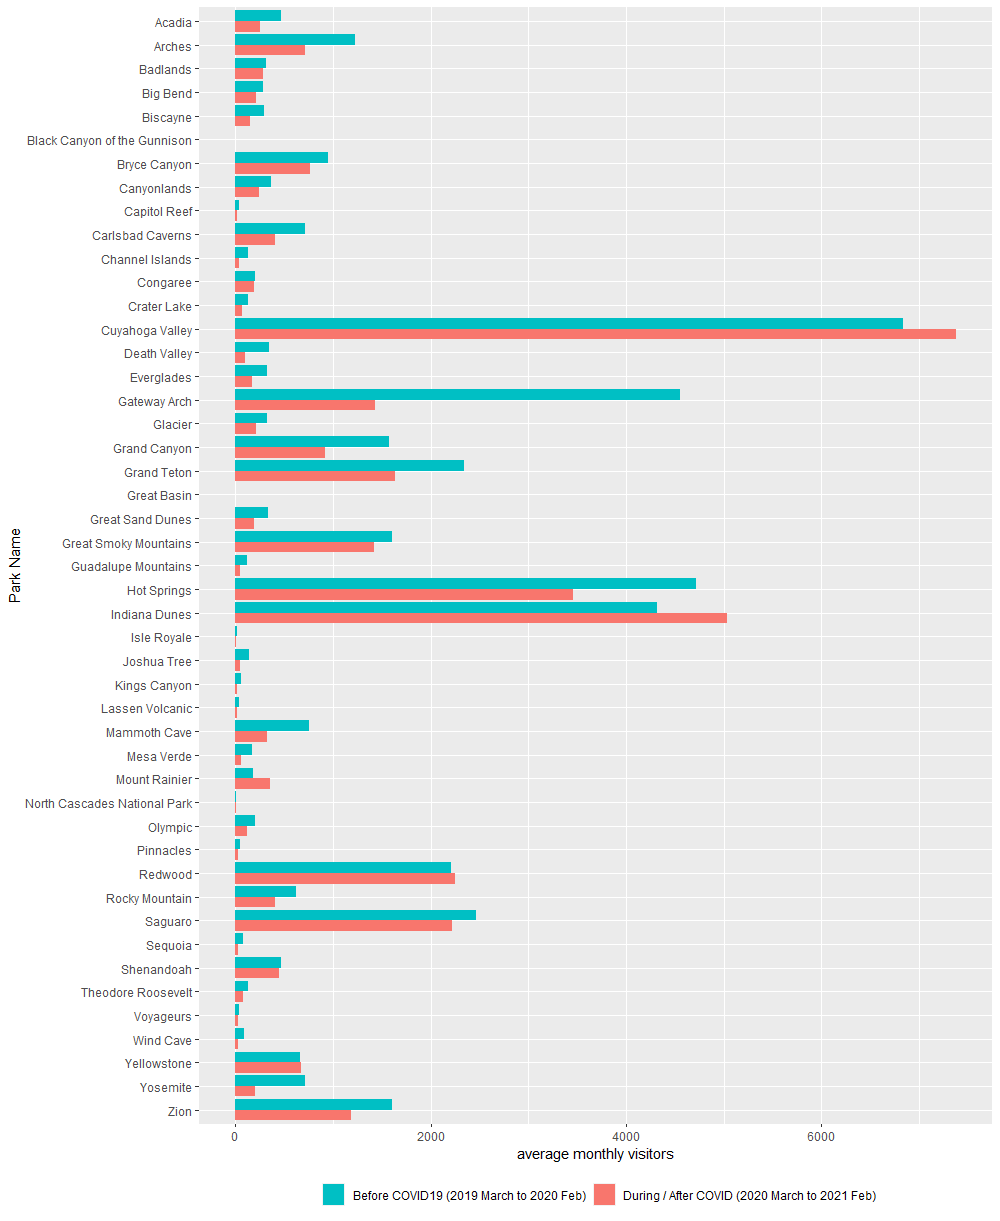 Acadia
Arches
Badlands
Big Bend
Biscayne
Black Canyon of the Gunnison
Bryce Canyon
Canyonlands
Capitol Reef
Carlsbad Caverns
Channel Islands
Congaree
Crater Lake
Cuyahoga Valley
Death Valley
Everglades
Gateway Arch
Glacier
Grand Canyon
Grand Teton
Great Basin
Great Sand Dunes
Great Smoky Mountains
Guadalupe Mountains
Hot Springs
Indiana Dunes
Isle Royale
Joshua Tree
Kings Canyon
Lassen Volcanic
Mammoth Cave
Mesa Verde
Mount Rainier
North Cascades National Park
Olympic
Pinnacles
Redwood
Rocky Mountain
Saguaro
Sequoia
Shenandoah
Theodore Roosevelt
Voyageurs
Wind Cave
Yellowstone
Yosemite
Zion
Park Name
0 2000 4000 6000
average monthly visitors
Before COVID19 (2019 March to 2020 Feb) During / After COVID (2020 March to 2021 Feb)